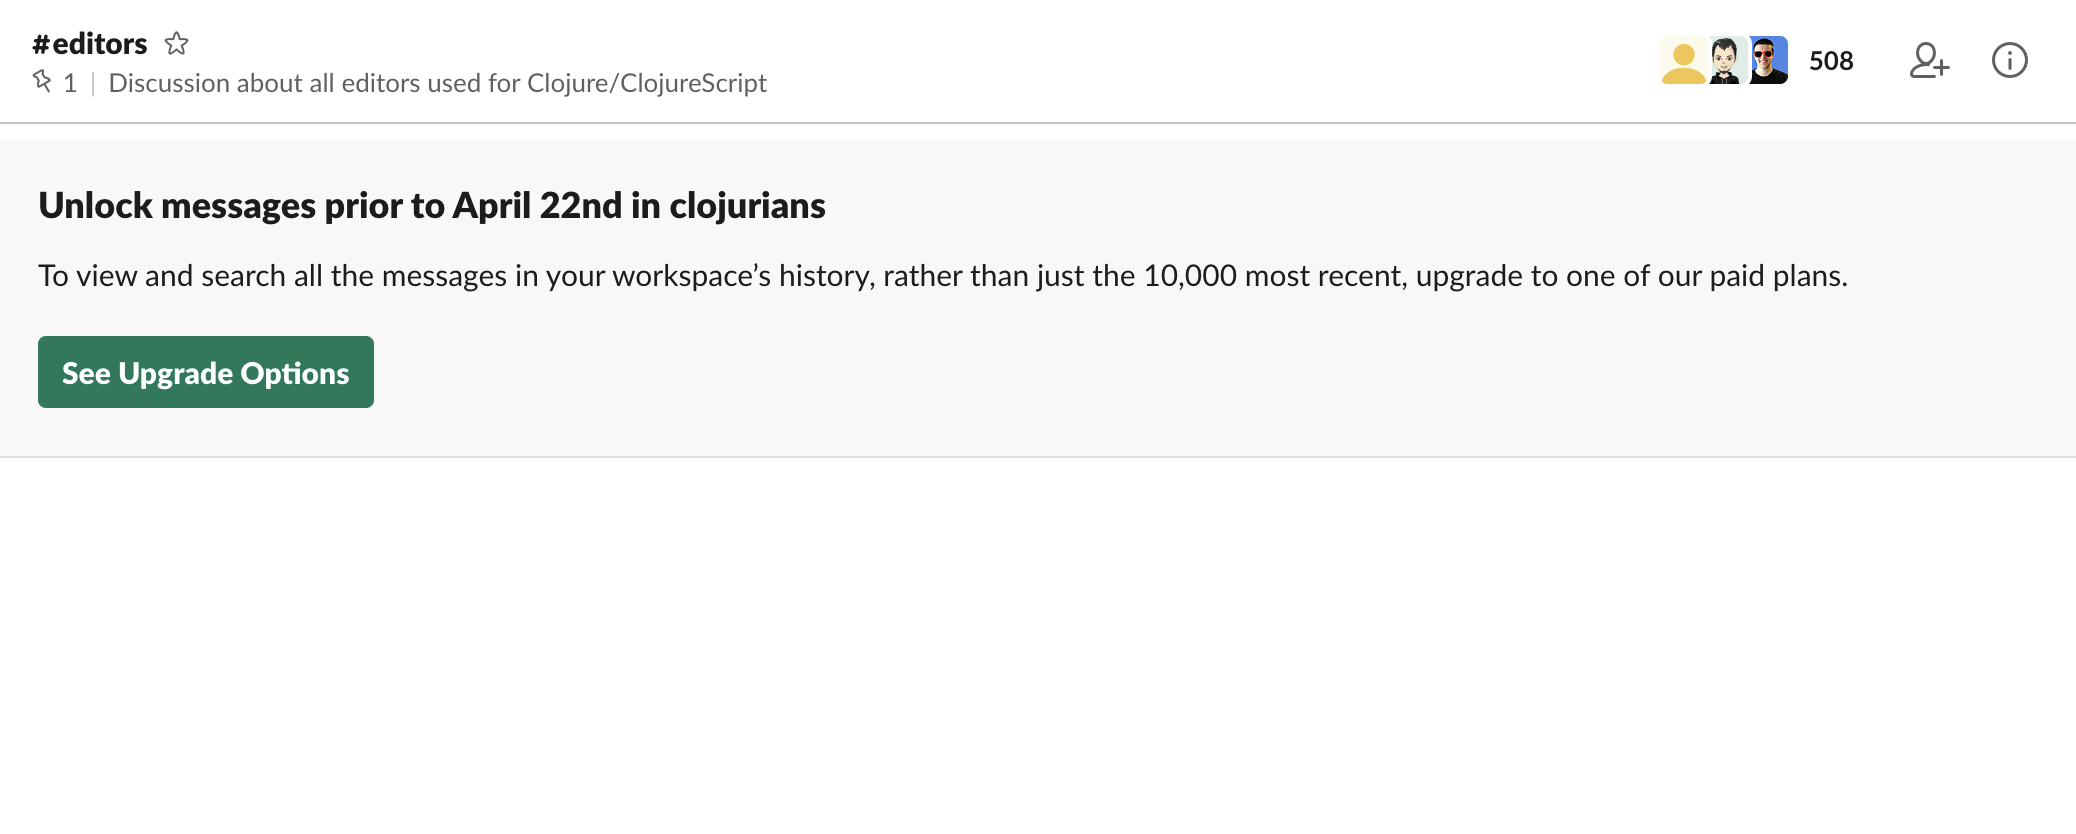 #editors
508
1 | Discussion about all editors used for Clojure/ClojureScript
Unlock messages prior to April 22nd in clojurians
To view and search all the messages in your workspace’s history, rather than just the 10,000 most recent, upgrade to one of our paid plans.
See Upgrade Options